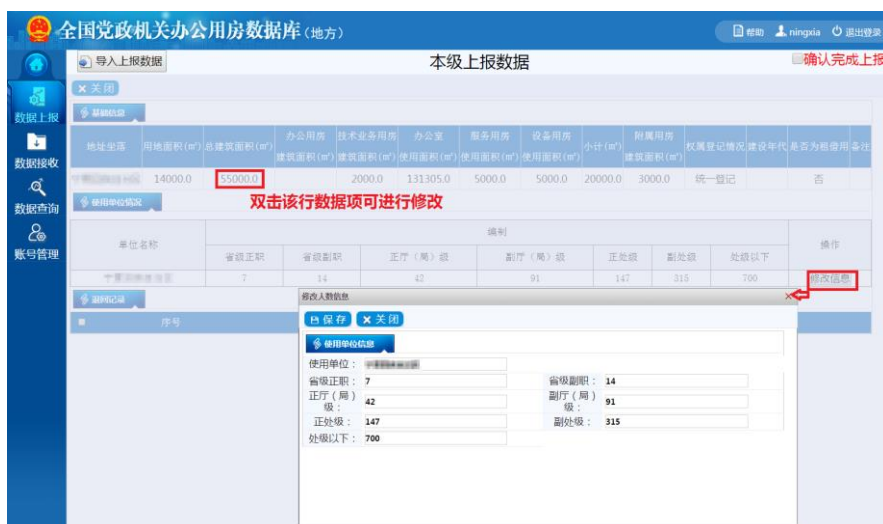 全国党政机关办公用房数据库(地方)
帮助 ningxia 退出登录
导入上报数据 本级上报数据 确认完成上报
数据上报
数据接收
数据查询
账号管理
关闭
基础信息
地址坐落 用地面积(m²) 总建筑面积(m²) 办公用房 技术业务用房 办公室 服务用房 设备用房 小计(m²) 附属用房 权属登记情况 建设年代 是否为租借用 备注
建筑面积(m²) 建筑面积(m²) 使用面积(m²) 使用面积(m²) 使用面积(m²) 建筑面积(m²)
14000.0 55000.0 2000.0 131305.0 5000.0 5000.0 20000.0 3000.0 统一登记 否
双击该行数据项可进行修改
使用单位情况
单位名称 编制 操作
省级正职 省级副职 正厅(局)级 副厅(局)级 正处级 副处级 处级以下
7 14 42 91 147 315 700 修改信息
序号
修改人数信息 ×
保存 关闭
使用单位信息
使用单位:
省级正职: 7 省级副职: 14
正厅(局)级: 42 副厅(局)级: 91
正处级: 147 副处级: 315
处级以下: 700